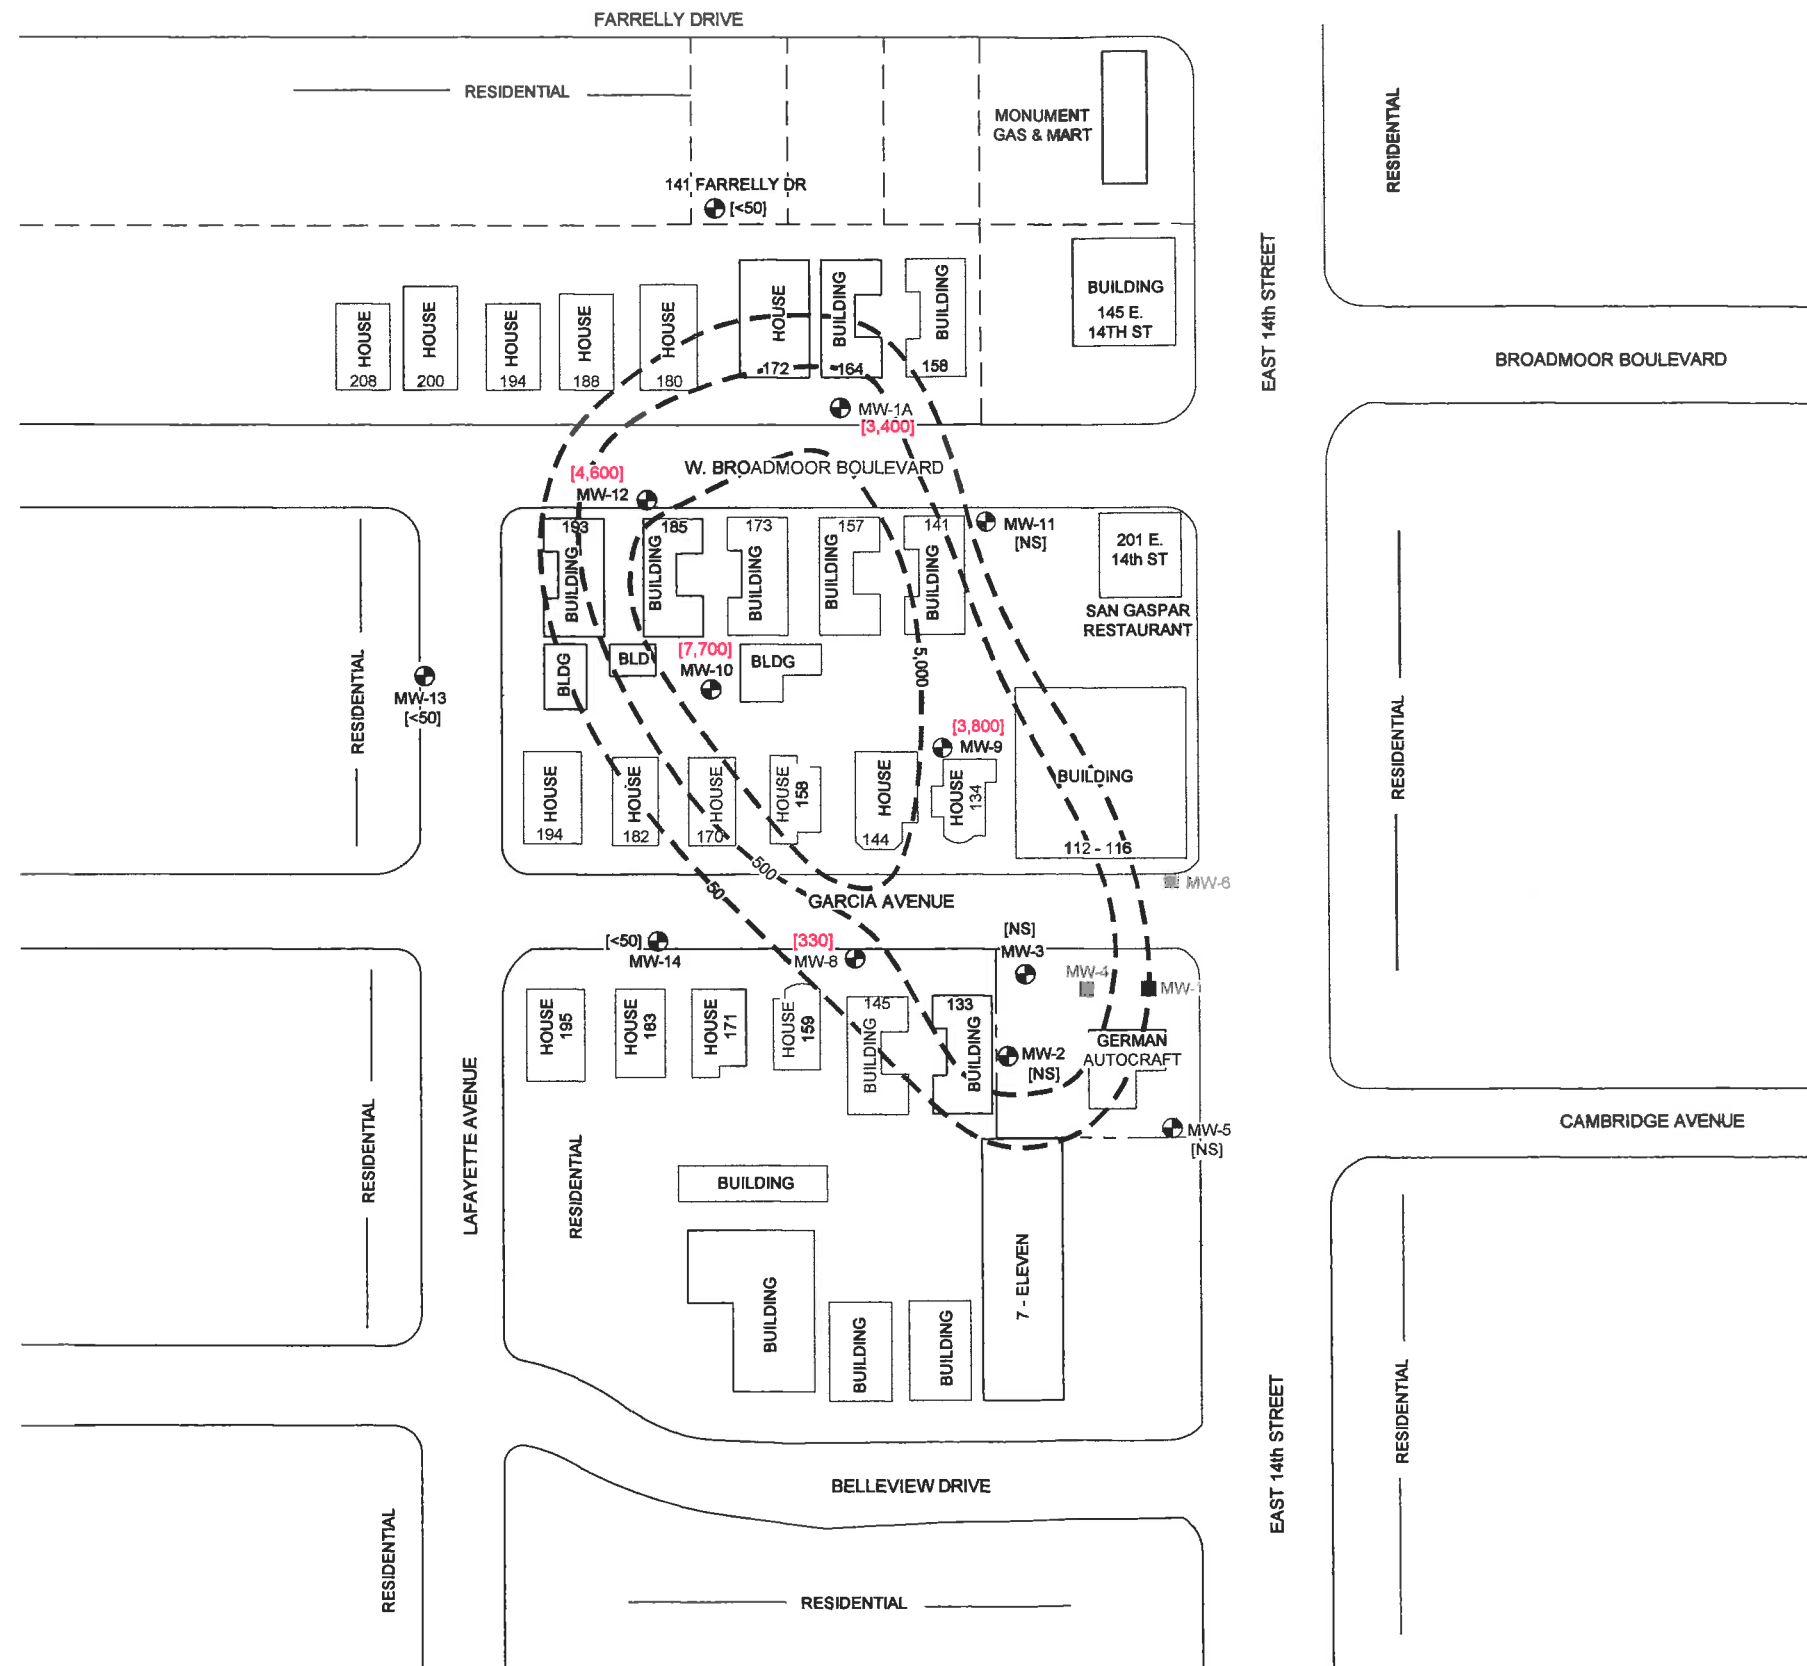 FARRELLY DRIVE
RESIDENTIAL
MONUMENT
GAS & MART
RESIDENTIAL
141 FARRELLY DR
[<50]
EAST 14th STREET
BUILDING
145 E.
14TH ST
BROADMOOR BOULEVARD
HOUSE
208
HOUSE
200
HOUSE
194
HOUSE
188
HOUSE
180
HOUSE
172
BUILDING
164
BUILDING
158
MW-1A
[3,400]
W. BROADMOOR BOULEVARD
[4,600]
MW-12
193
BUILDING
185
BUILDING
173
BUILDING
157
BUILDING
141
BUILDING
MW-11
[NS]
201 E.
14th ST
SAN GASPAR
RESTAURANT
BLDG
BLD
[7,700]
MW-10
BLDG
5,000
RESIDENTIAL
MW-13
[<50]
RESIDENTIAL
[3,800]
MW-9
BUILDING
112 - 116
HOUSE
194
HOUSE
182
HOUSE
170
HOUSE
158
HOUSE
144
HOUSE
134
500
50
MW-6
GARCIA AVENUE
[<50]
MW-14
[330]
MW-8
[NS]
MW-3
MW-4
MW-
HOUSE
195
HOUSE
183
HOUSE
171
HOUSE
159
145
BUILDING
133
BUILDING
MW-2
[NS]
GERMAN
AUTOCRAFT
MW-5
[NS]
CAMBRIDGE AVENUE
RESIDENTIAL
LAFAYETTE AVENUE
RESIDENTIAL
BUILDING
BUILDING
BUILDING
BUILDING
7 - ELEVEN
RESIDENTIAL
EAST 14th STREET
BELLEVIEW DRIVE
RESIDENTIAL
RESIDENTIAL